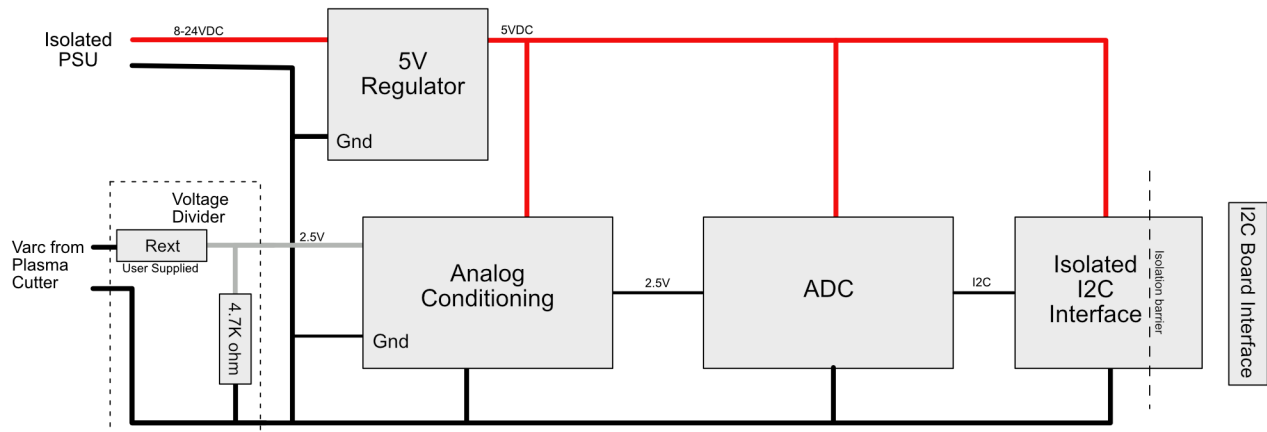 Isolated
PSU
8-24VDC
5V
Regulator
Gnd
5VDC
Voltage
Divider
Varc from
Plasma
Cutter
Rext
User Supplied
2.5V
4.7K ohm
Analog
Conditioning
Gnd
2.5V
ADC
I2C
Isolated
I2C
Interface
Isolation barrier
I2C Board Interface